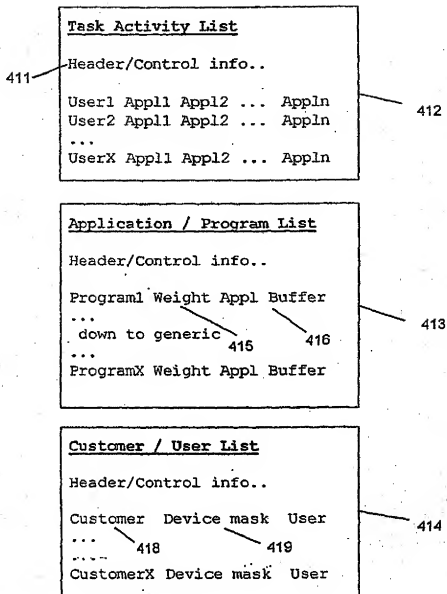 Task Activity List
Header/Control info..
411
User1 Appl1 Appl2 ... Appln
412
User2 Appl1 Appl2 ... Appln
...
UserX Appl1 Appl2 ... Appln
Application / Program List
Header/Control info..
Program1 Weight Appl Buffer
413
...
down to generic
415
416
...
ProgramX Weight Appl Buffer
Customer / User List
Header/Control info..
Customer Device mask User
414
...
418
419
....
CustomerX Device mask User